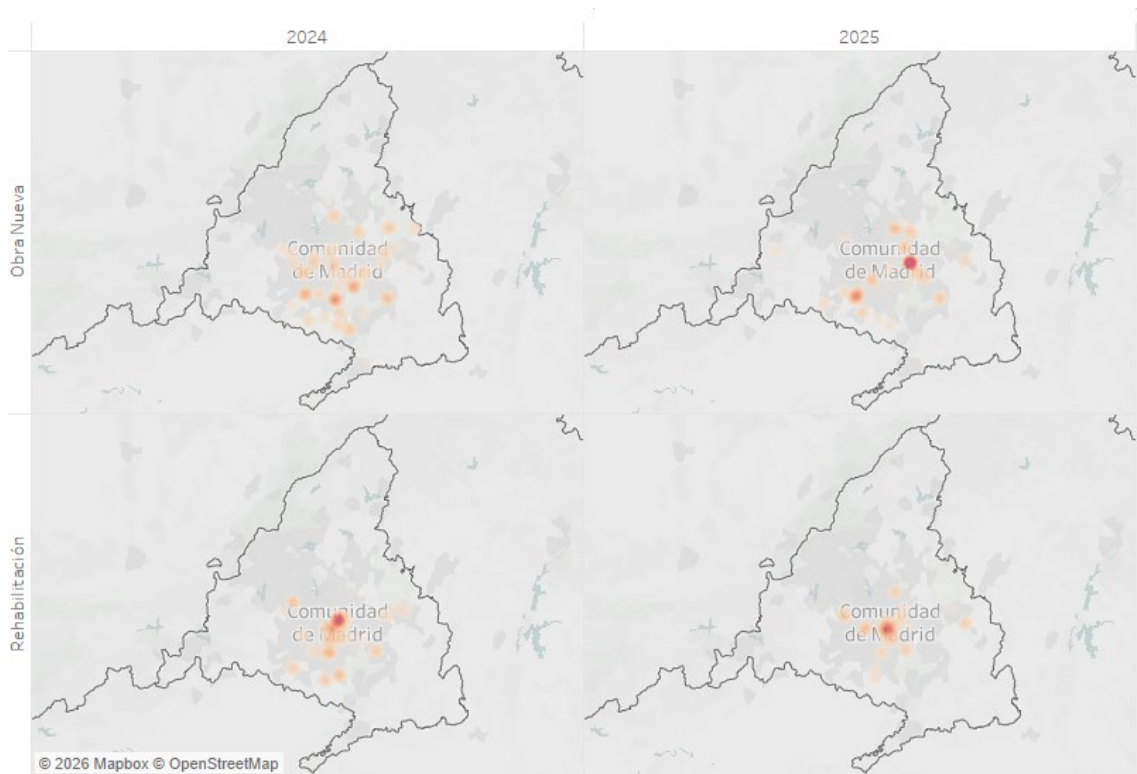 2024
2025
Obra Nueva
Comunidad
de Madrid
Comunidad
de Madrid
Rehabilitación
Comunidad
de Madrid
Comunidad
de Madrid
© 2026 Mapbox © OpenStreetMap